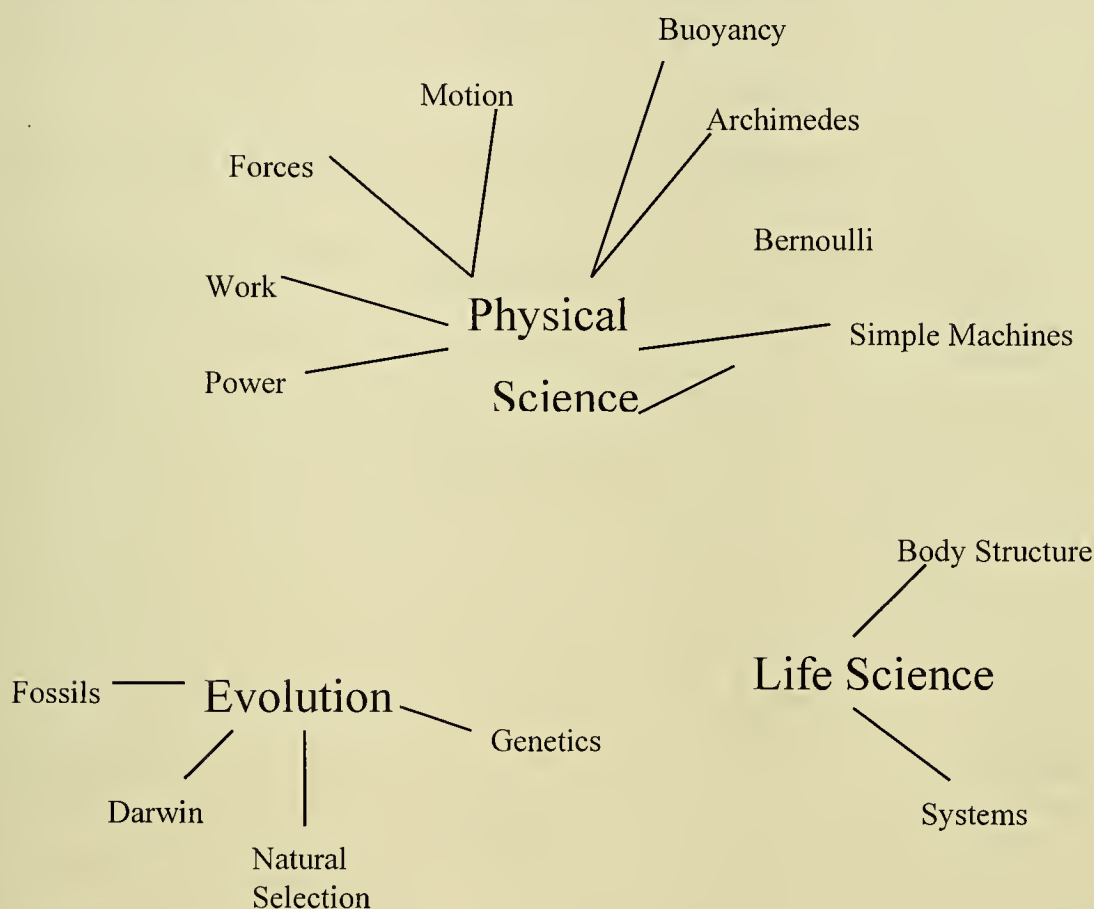 Buoyancy
Motion
Archimedes
Forces
Bernoulli
Work
Physical
Simple Machines
Power
Science
Body Structure
Life Science
Fossils
Evolution
Genetics
Darwin
Systems
Natural
Selection